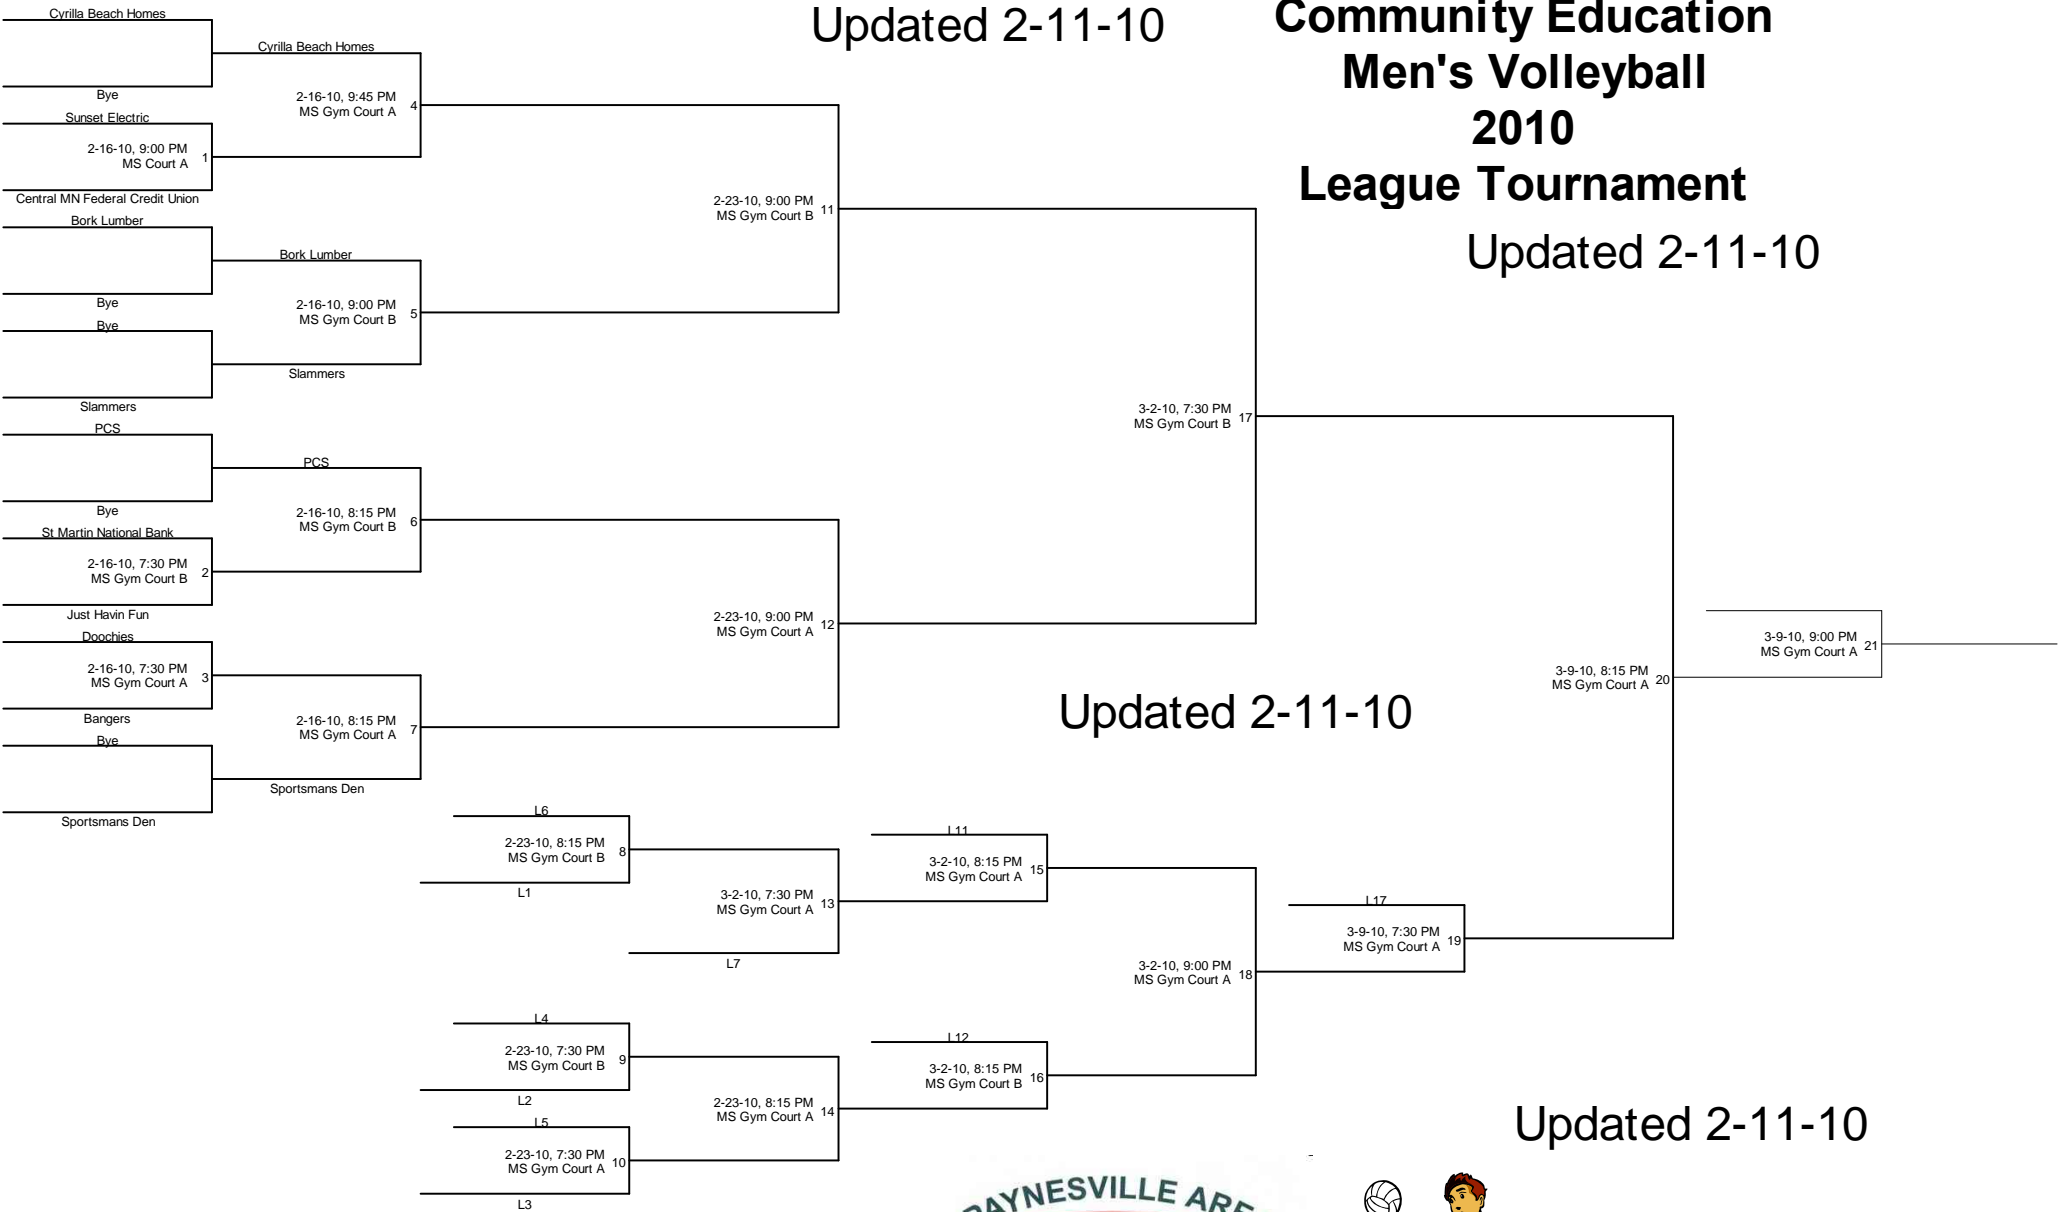 Updated 2-11-10
Community Education
Men's Volleyball
2010
League Tournament
Updated 2-11-10
Cyrilla Beach Homes
Cyrilla Beach Homes
Bye
2-16-10, 9:45 PM
MS Gym Court A
4
Sunset Electric
2-16-10, 9:00 PM
MS Court A
1
Central MN Federal Credit Union
2-23-10, 9:00 PM
MS Gym Court B
11
Bork Lumber
Bork Lumber
Bye
2-16-10, 9:00 PM
MS Gym Court B
5
Bye
Slammers
Slammers
3-2-10, 7:30 PM
MS Gym Court B
17
PCS
PCS
Bye
2-16-10, 8:15 PM
MS Gym Court B
6
St Martin National Bank
2-16-10, 7:30 PM
MS Gym Court B
2
Just Havin Fun
2-23-10, 9:00 PM
MS Gym Court A
12
Doochies
2-16-10, 7:30 PM
MS Gym Court A
3
Bangers
2-16-10, 8:15 PM
MS Gym Court A
7
Bye
Sportsmans Den
Sportsmans Den
3-9-10, 9:00 PM
MS Gym Court A
21
3-9-10, 8:15 PM
MS Gym Court A
20
Updated 2-11-10
L6
2-23-10, 8:15 PM
MS Gym Court B
8
L1
L11
3-2-10, 8:15 PM
MS Gym Court A
15
3-2-10, 7:30 PM
MS Gym Court A
13
L7
L17
3-9-10, 7:30 PM
MS Gym Court A
19
3-2-10, 9:00 PM
MS Gym Court A
18
L4
2-23-10, 7:30 PM
MS Gym Court B
9
L2
L12
3-2-10, 8:15 PM
MS Gym Court B
16
L5
2-23-10, 8:15 PM
MS Gym Court A
14
2-23-10, 7:30 PM
MS Gym Court A
10
L3
Updated 2-11-10
PAYNESVILLE ARE